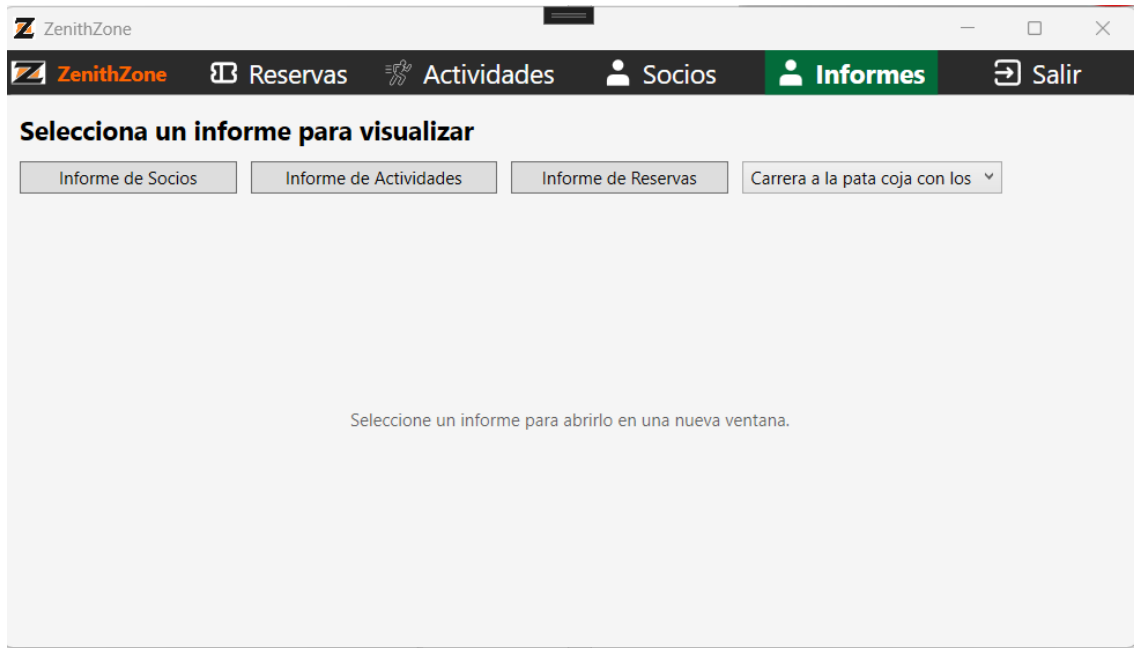 ZenithZone
ZenithZone Reservas Actividades Socios Informes Salir
Selecciona un informe para visualizar
Informe de Socios Informe de Actividades Informe de Reservas Carrera a la pata coja con los
Seleccione un informe para abrirlo en una nueva ventana.